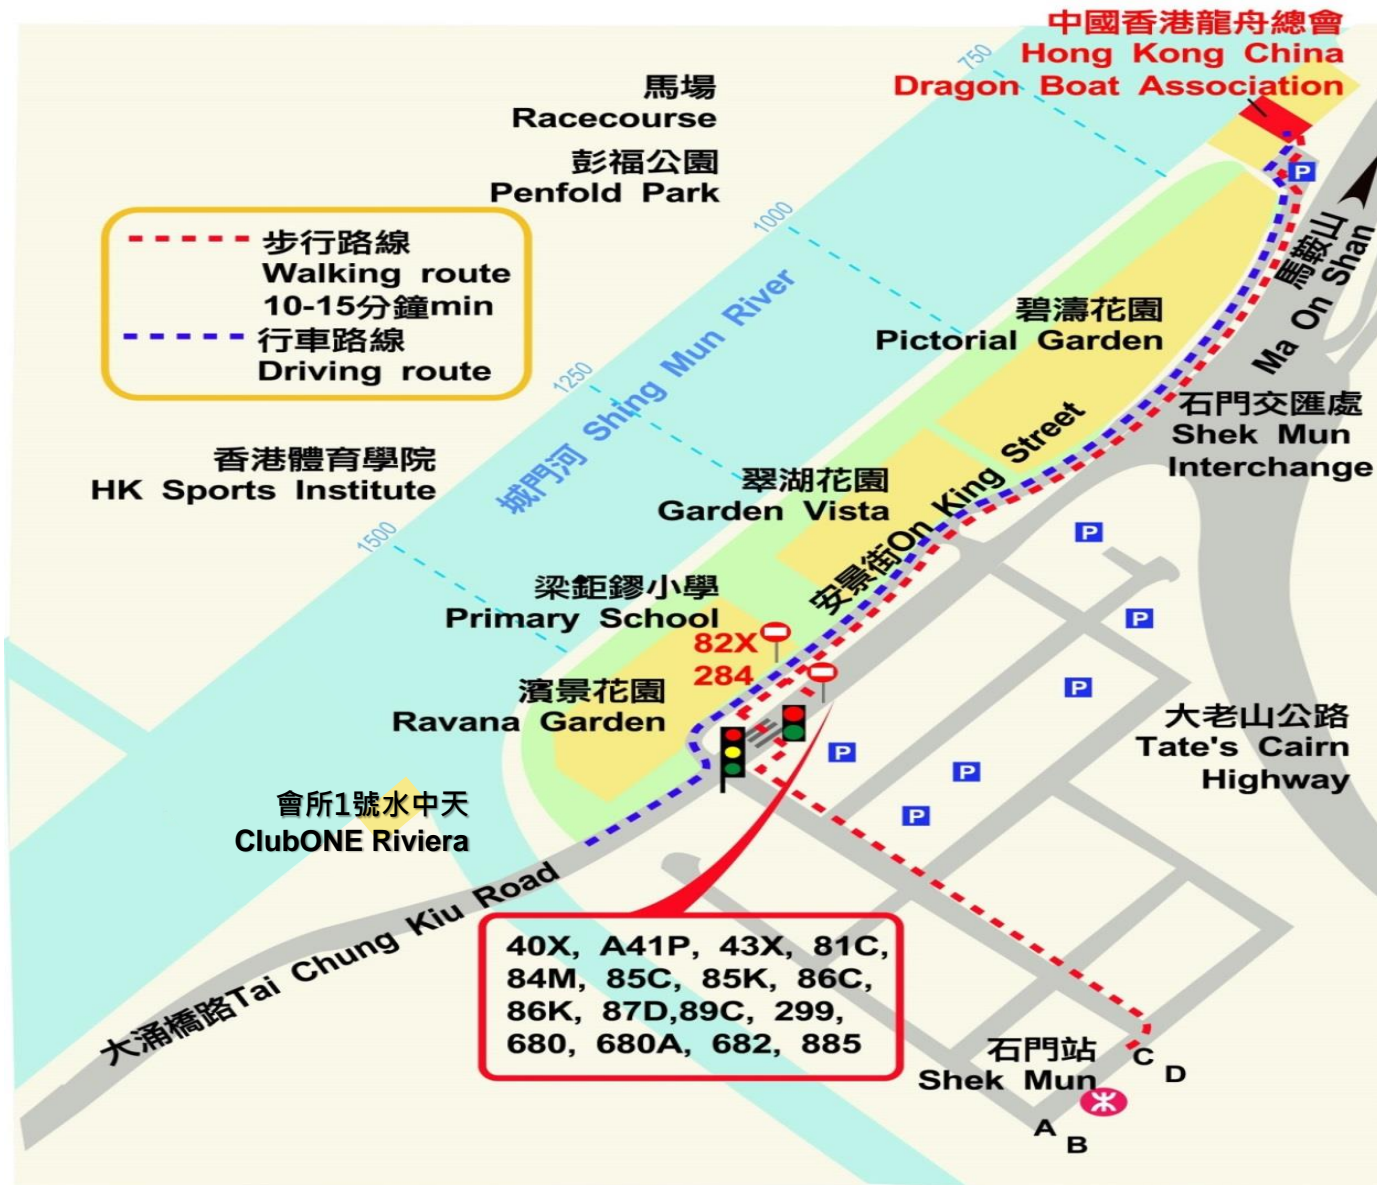 中國香港龍舟總會
Hong Kong China
Dragon Boat Association
750
馬場
Racecourse
彭福公園
Penfold Park
P
1000
步行路線
Walking route
10-15分鐘min
行車路線
Driving route
馬鞍山
Ma On Shan
城門河 Shing Mun River
碧濤花園
Pictorial Garden
1250
石門交匯處
Shek Mun
Interchange
香港體育學院
HK Sports Institute
翠湖花園
Garden Vista
安景街On King Street
1500
P
梁鉅鏐小學
Primary School
82X
284
P
濱景花園
Ravana Garden
P
大老山公路
Tate's Cairn
Highway
P
P
P
會所1號水中天
ClubONE Riviera
大涌橋路Tai Chung Kiu Road
40X, A41P, 43X, 81C,
84M, 85C, 85K, 86C,
86K, 87D,89C, 299,
680, 680A, 682, 885
石門站
Shek Mun
C
D
A
B